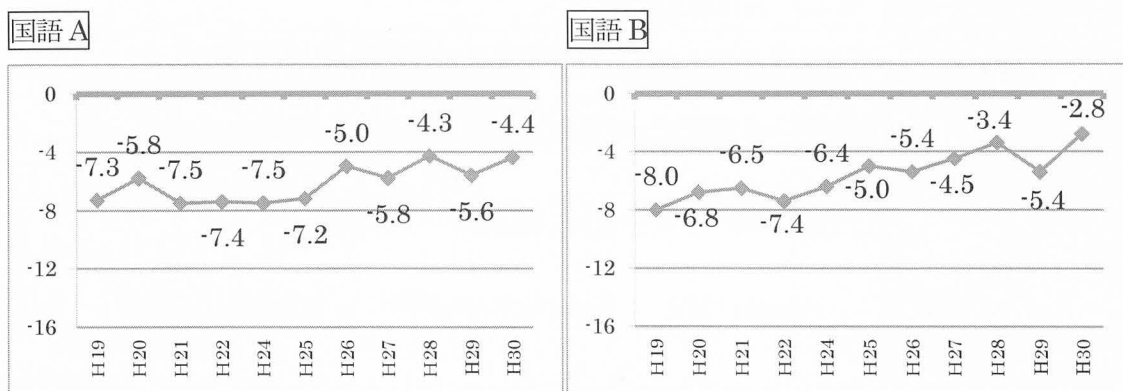 国語 A
0
-4
-8
-12
-16
-7.3
-5.8
-7.5
-7.4
-7.5
-7.2
-5.0
-5.8
-4.3
-5.6
-4.4
H19
H20
H21
H22
H24
H25
H26
H27
H28
H29
H30
国語 B
0
-4
-8
-12
-16
-8.0
-6.8
-6.5
-7.4
-6.4
-5.0
-5.4
-4.5
-3.4
-5.4
-2.8
H19
H20
H21
H22
H24
H25
H26
H27
H28
H29
H30